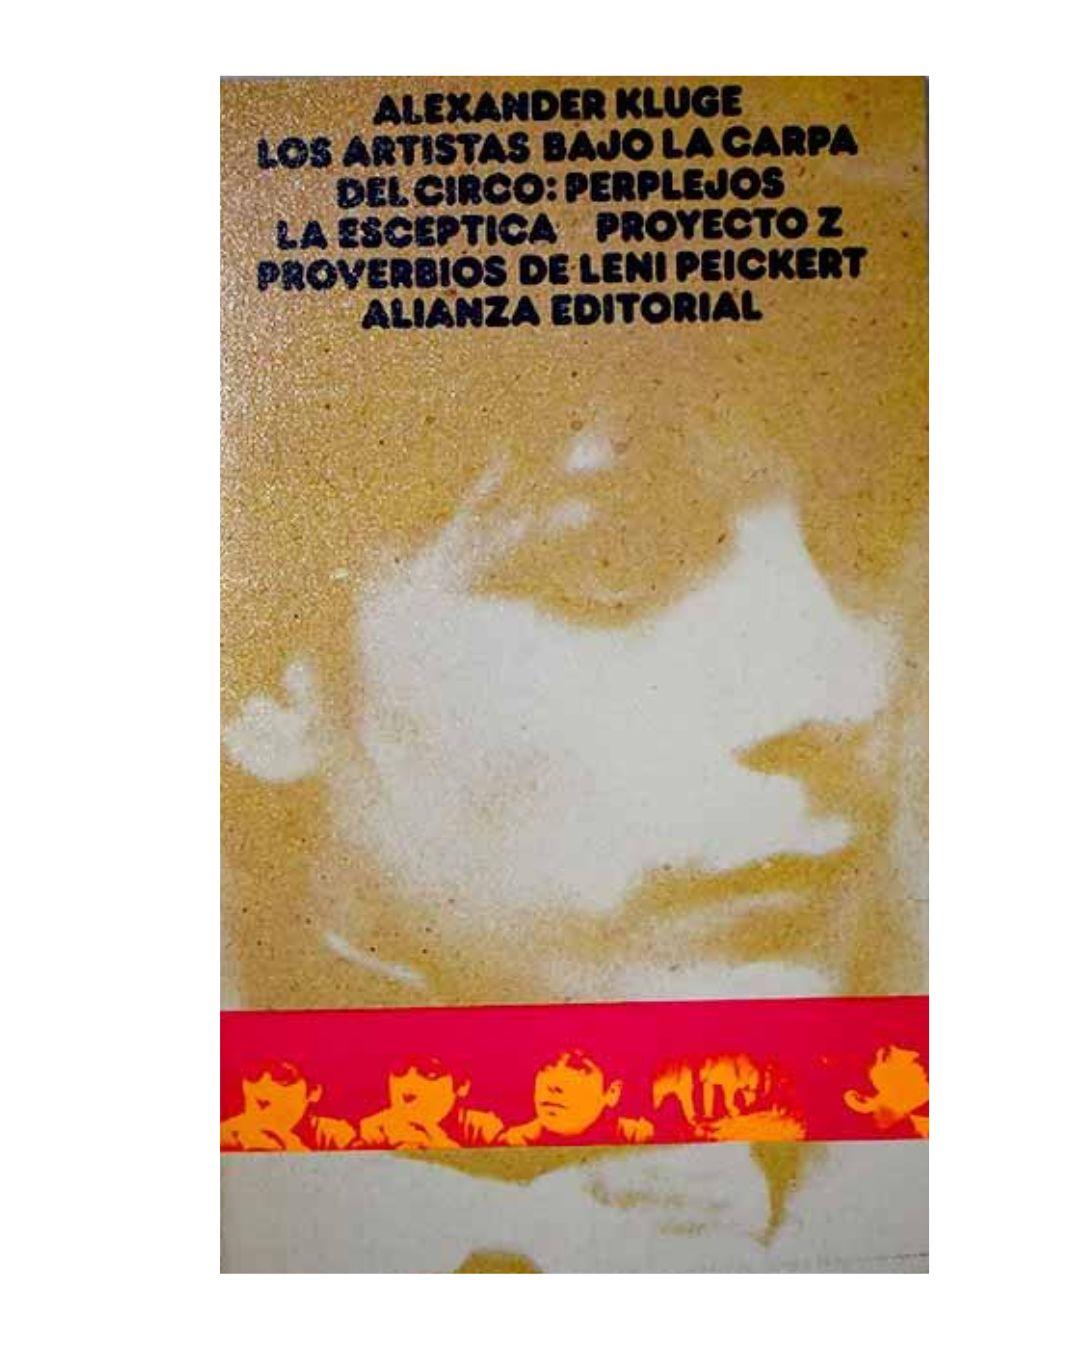 ALEXANDER KLUGE
LOS ARTISTAS BAJO LA CARPA
DEL CIRCO: PERPLEJOS
LA ESCEPTICA PROYECTO Z
PROVERBIOS DE LENI PEICKERT
ALIANZA EDITORIAL